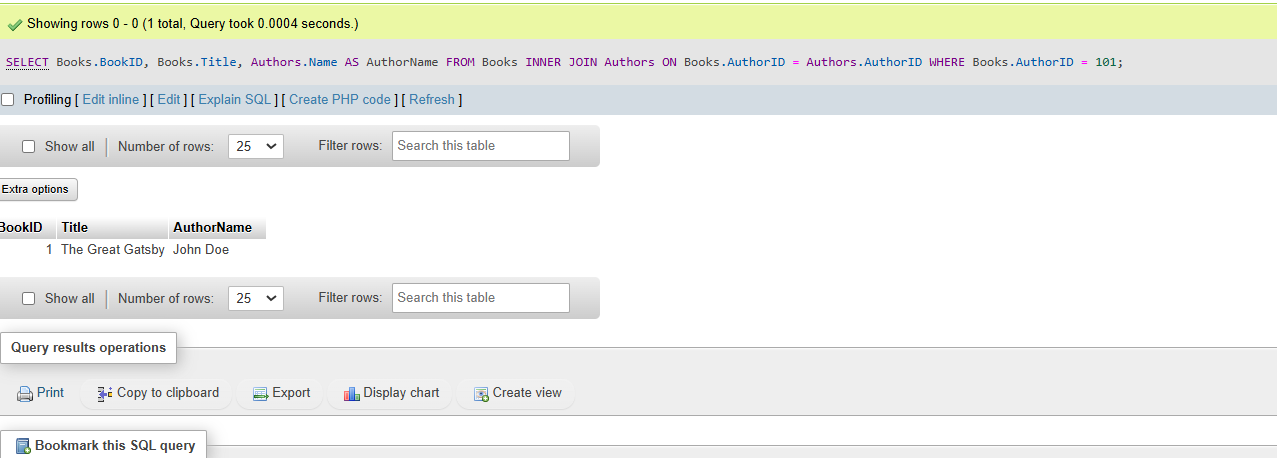 Showing rows 0 - 0 (1 total, Query took 0.0004 seconds.)
SELECT Books.BookID, Books.Title, Authors.Name AS AuthorName FROM Books INNER JOIN Authors ON Books.AuthorID = Authors.AuthorID WHERE Books.AuthorID = 101;
Profiling [ Edit inline ] [ Edit ] [ Explain SQL ] [ Create PHP code ] [ Refresh ]
Show all Number of rows: 25 Filter rows: Search this table
Extra options
BookID Title AuthorName
1 The Great Gatsby John Doe
Show all Number of rows: 25 Filter rows: Search this table
Query results operations
Print Copy to clipboard Export Display chart Create view
Bookmark this SQL query